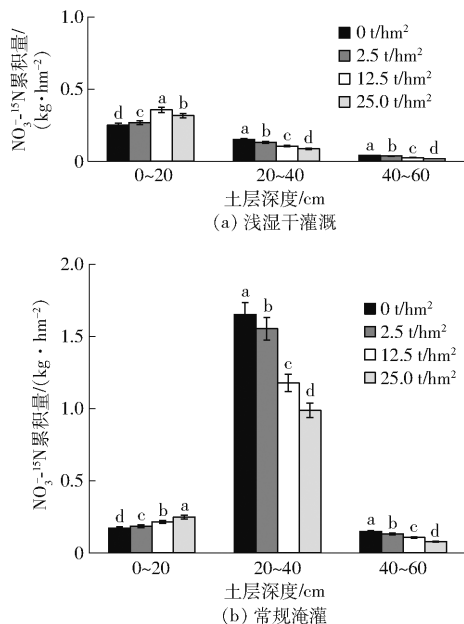 NO₃⁻-¹⁵N累积量/
(kg·hm⁻²)
1.0
0.5
0
0 t/hm²
2.5 t/hm²
12.5 t/hm²
25.0 t/hm²
d c a b
a b c d
a b c d
0~20 20~40 40~60
土层深度/cm
(a) 浅湿干灌溉
NO₃⁻-¹⁵N累积量/(kg·hm⁻²)
2.0
1.5
1.0
0.5
0
0 t/hm²
2.5 t/hm²
12.5 t/hm²
25.0 t/hm²
d c b a
a b c d
a b c d
0~20 20~40 40~60
土层深度/cm
(b) 常规淹灌